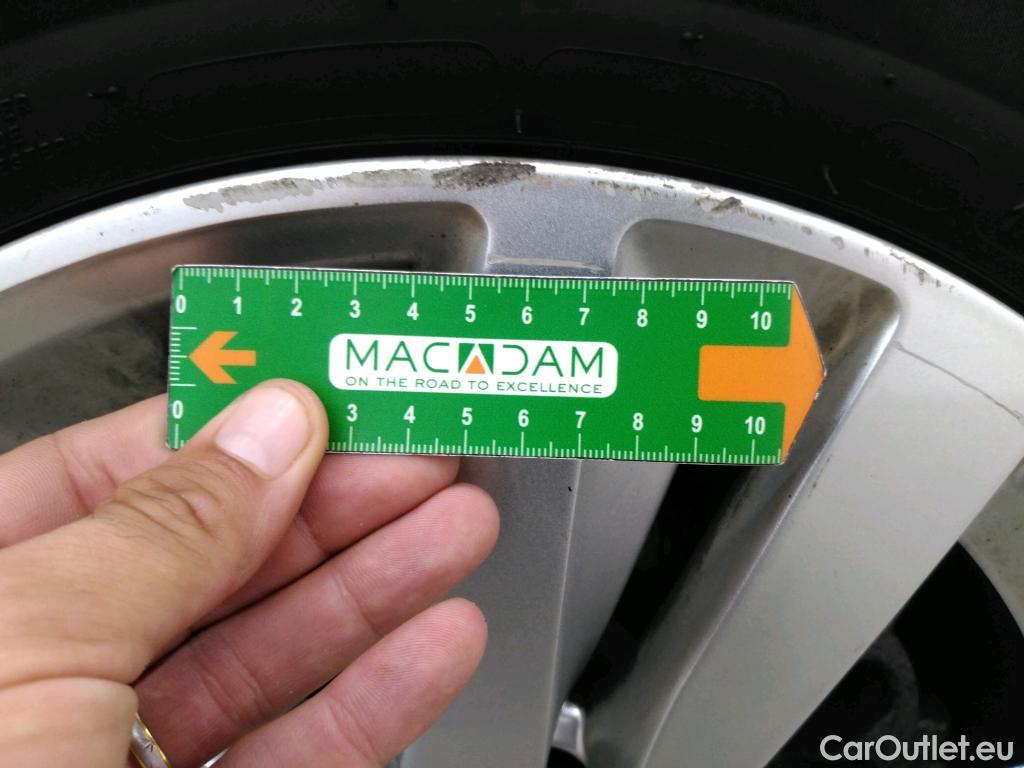 0 1 2 3 4 5 6 7 8 9 10
MACADAM
ON THE ROAD TO EXCELLENCE
0 3 4 5 6 7 8 9 10
CarOutlet.eu